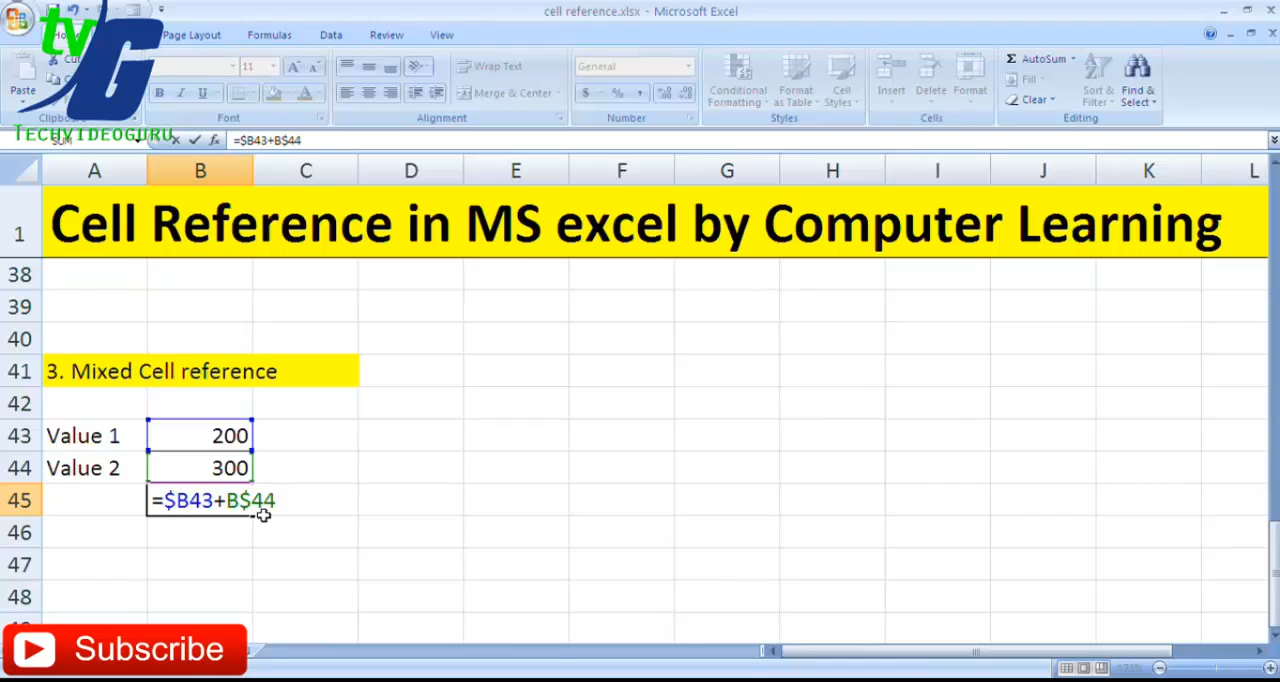 cell reference.xlsx - Microsoft Excel
Page Layout Formulas Data Review View
tv G
TECHVIDEOGURU
Paste
11 A A Wrap Text General AutoSum
B I U A Merge & Center $ % , Fill
Conditional Formatting Format as Table Cell Styles Insert Delete Format Clear Sort & Filter Find & Select
Font Alignment Number Styles Cells Editing
SUM fx =$B43+B$44
A B C D E F G H I J K L
1 Cell Reference in MS excel by Computer Learning
38
39
40
41 3. Mixed Cell reference
42
43 Value 1 200
44 Value 2 300
45 =$B43+B$44
46
47
48
Subscribe